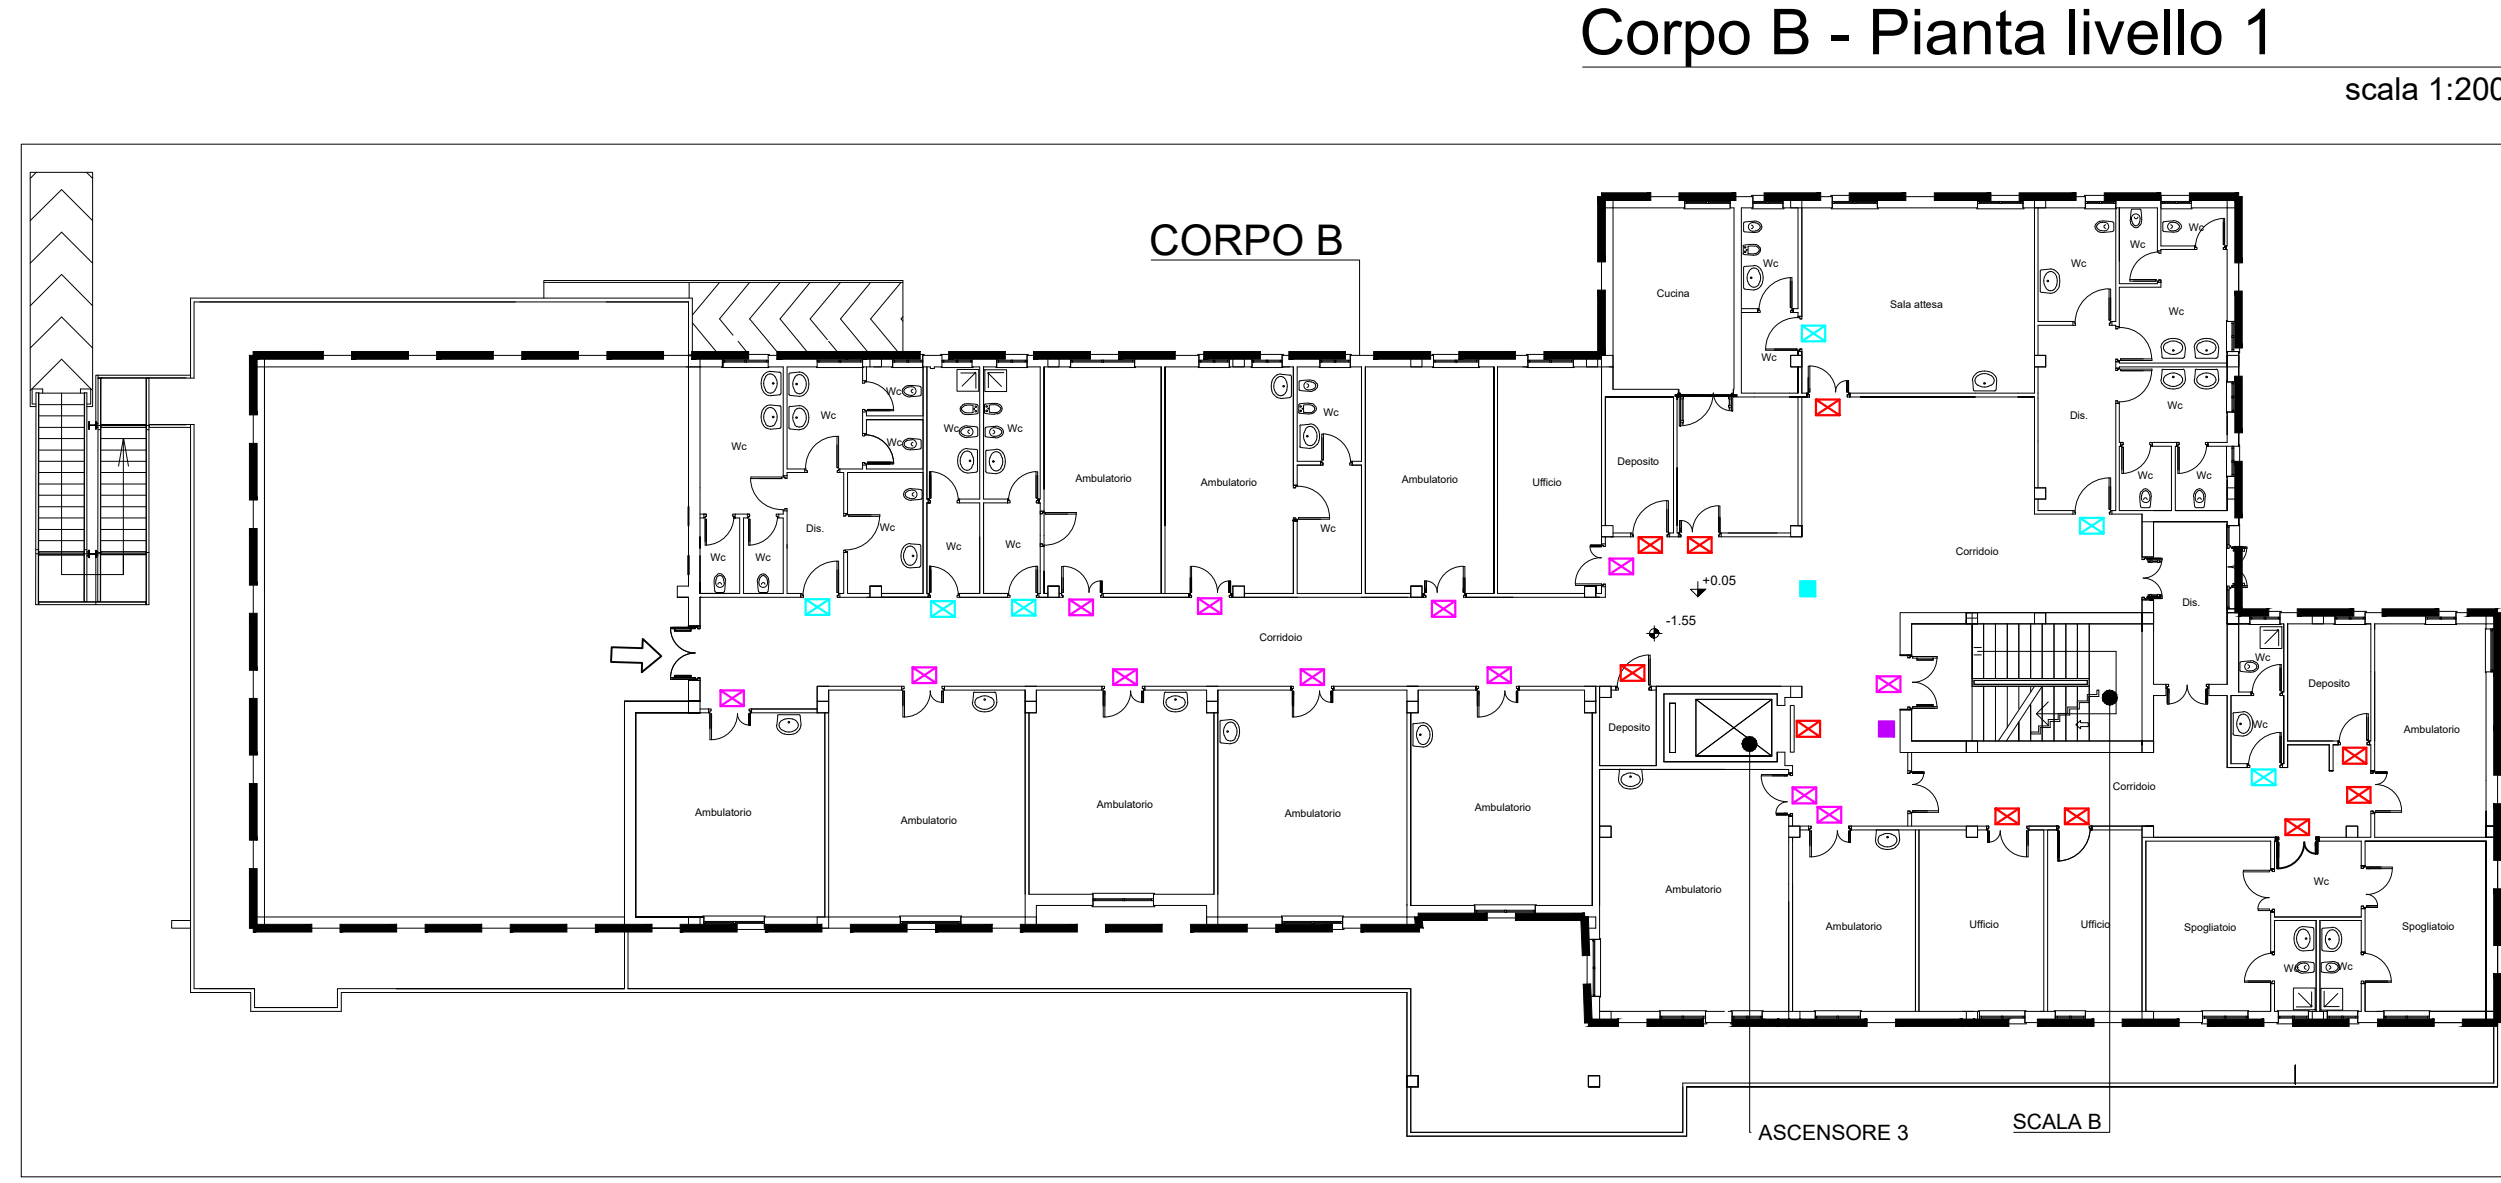 Corpo B - Pianta livello 1
scala 1:200
CORPO B
Wc
Wc
Wc
Wc
Cucina
Sala attesa
Wc
Wc
Wc
Wc
Wc
Wc
Wc
Wc
Wc
Dis.
Wc
Wc
Wc
Wc
Deposito
Ambulatorio
Ambulatorio
Ambulatorio
Ufficio
Wc
Wc
Dis.
Wc
Wc
Wc
Wc
Corridoio
Wc
Wc
+0.05
Dis.
-1.55
Corridoio
Wc
Deposito
Wc
Deposito
Ambulatorio
Corridoio
Ambulatorio
Ambulatorio
Ambulatorio
Ambulatorio
Ambulatorio
Ambulatorio
Wc
Ambulatorio
Ufficio
Ufficio
Spogliatoio
Spogliatoio
Wc
Wc
ASCENSORE 3
SCALA B